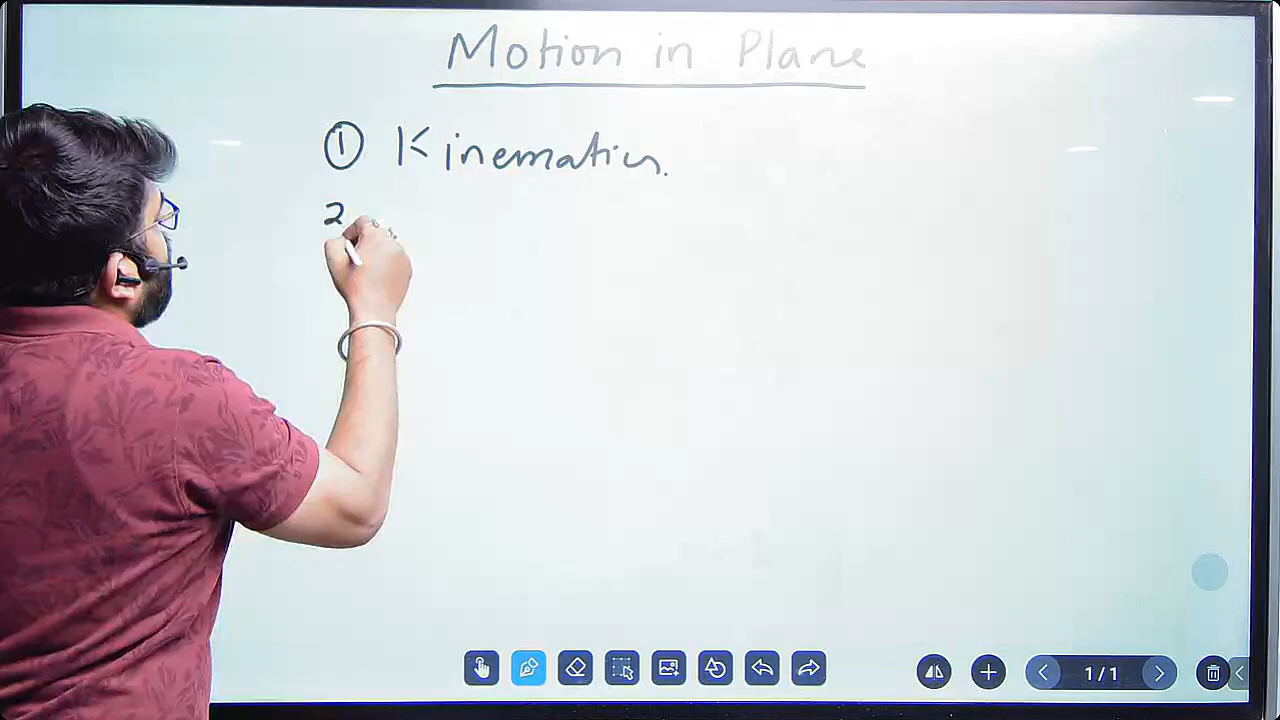 Motion in Plane
① Kinematics.
2
1/1